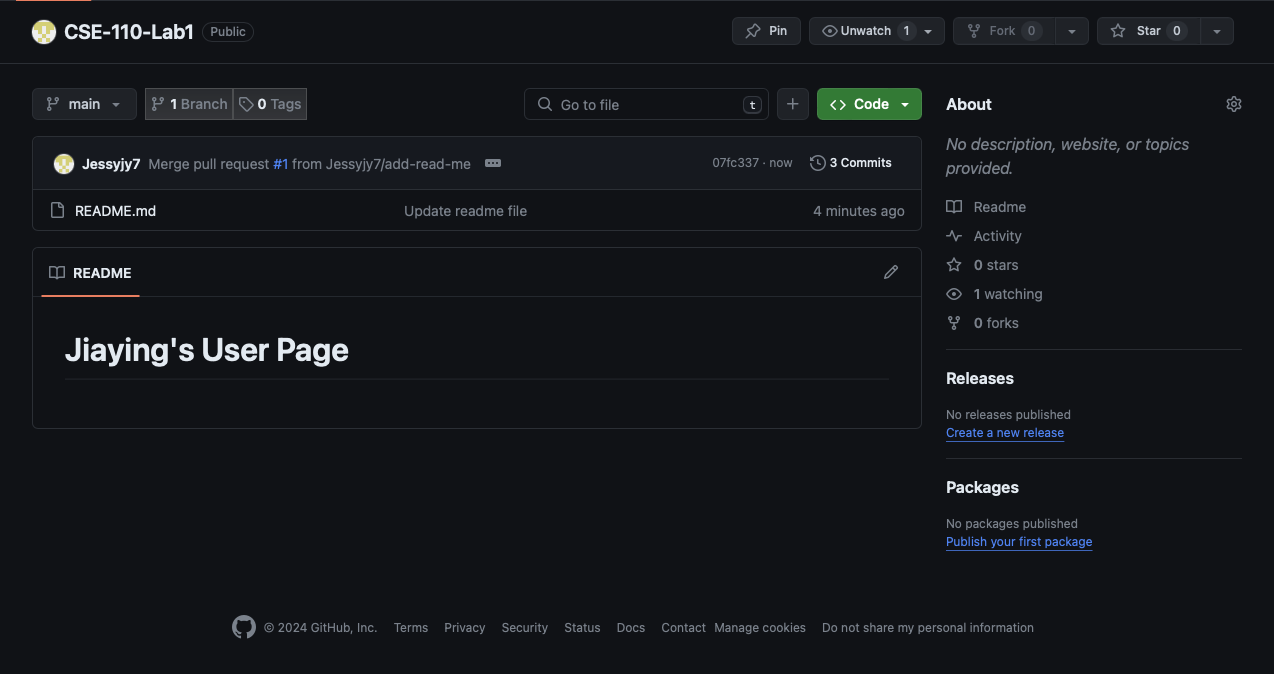 CSE-110-Lab1 Public Pin Unwatch 1 Fork 0 Star 0
main 1 Branch 0 Tags Go to file t Code
Jessyjy7 Merge pull request #1 from Jessyjy7/add-read-me 07fc337 · now 3 Commits
README.md Update readme file 4 minutes ago
README
Jiaying's User Page
About
No description, website, or topics
provided.
Readme
Activity
0 stars
1 watching
0 forks
Releases
No releases published
Create a new release
Packages
No packages published
Publish your first package
© 2024 GitHub, Inc. Terms Privacy Security Status Docs Contact Manage cookies Do not share my personal information